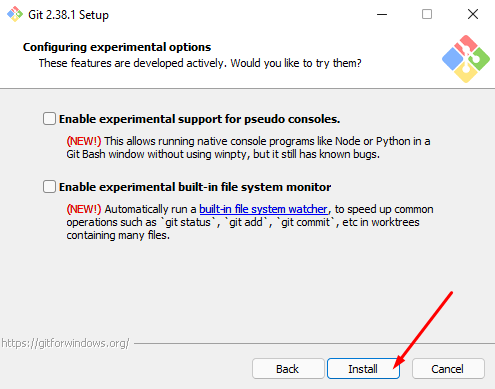 Git 2.38.1 Setup
Configuring experimental options
These features are developed actively. Would you like to try them?
Enable experimental support for pseudo consoles.
(NEW!) This allows running native console programs like Node or Python in a
Git Bash window without using winpty, but it still has known bugs.
Enable experimental built-in file system monitor
(NEW!) Automatically run a built-in file system watcher, to speed up common
operations such as `git status`, `git add`, `git commit`, etc in worktrees
containing many files.
https://gitforwindows.org/
Back Install Cancel